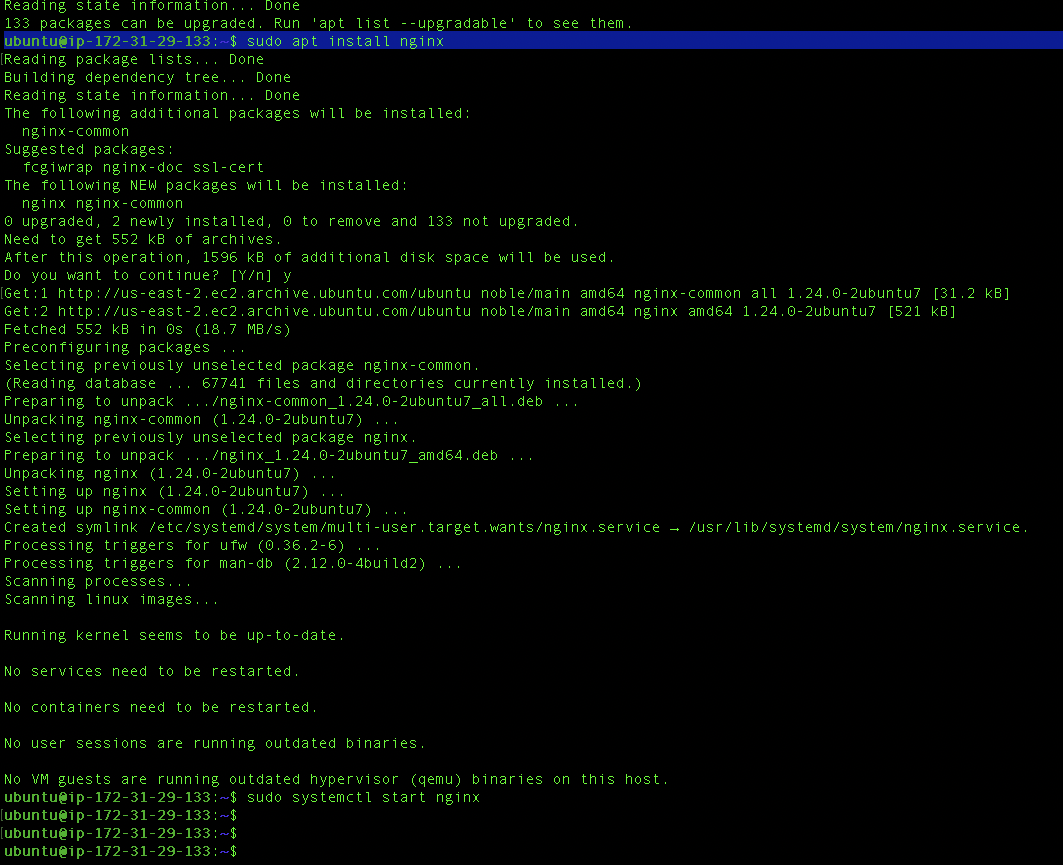 Reading state information... Done
133 packages can be upgraded. Run 'apt list --upgradable' to see them.
ubuntu@ip-172-31-29-133:~$ sudo apt install nginx
Reading package lists... Done
Building dependency tree... Done
Reading state information... Done
The following additional packages will be installed:
  nginx-common
Suggested packages:
  fcgiwrap nginx-doc ssl-cert
The following NEW packages will be installed:
  nginx nginx-common
0 upgraded, 2 newly installed, 0 to remove and 133 not upgraded.
Need to get 552 kB of archives.
After this operation, 1596 kB of additional disk space will be used.
Do you want to continue? [Y/n] y
Get:1 http://us-east-2.ec2.archive.ubuntu.com/ubuntu noble/main amd64 nginx-common all 1.24.0-2ubuntu7 [31.2 kB]
Get:2 http://us-east-2.ec2.archive.ubuntu.com/ubuntu noble/main amd64 nginx amd64 1.24.0-2ubuntu7 [521 kB]
Fetched 552 kB in 0s (18.7 MB/s)
Preconfiguring packages ...
Selecting previously unselected package nginx-common.
(Reading database ... 67741 files and directories currently installed.)
Preparing to unpack .../nginx-common_1.24.0-2ubuntu7_all.deb ...
Unpacking nginx-common (1.24.0-2ubuntu7) ...
Selecting previously unselected package nginx.
Preparing to unpack .../nginx_1.24.0-2ubuntu7_amd64.deb ...
Unpacking nginx (1.24.0-2ubuntu7) ...
Setting up nginx (1.24.0-2ubuntu7) ...
Setting up nginx-common (1.24.0-2ubuntu7) ...
Created symlink /etc/systemd/system/multi-user.target.wants/nginx.service → /usr/lib/systemd/system/nginx.service.
Processing triggers for ufw (0.36.2-6) ...
Processing triggers for man-db (2.12.0-4build2) ...
Scanning processes...
Scanning linux images...
Running kernel seems to be up-to-date.
No services need to be restarted.
No containers need to be restarted.
No user sessions are running outdated binaries.
No VM guests are running outdated hypervisor (qemu) binaries on this host.
ubuntu@ip-172-31-29-133:~$ sudo systemctl start nginx
ubuntu@ip-172-31-29-133:~$
ubuntu@ip-172-31-29-133:~$
ubuntu@ip-172-31-29-133:~$